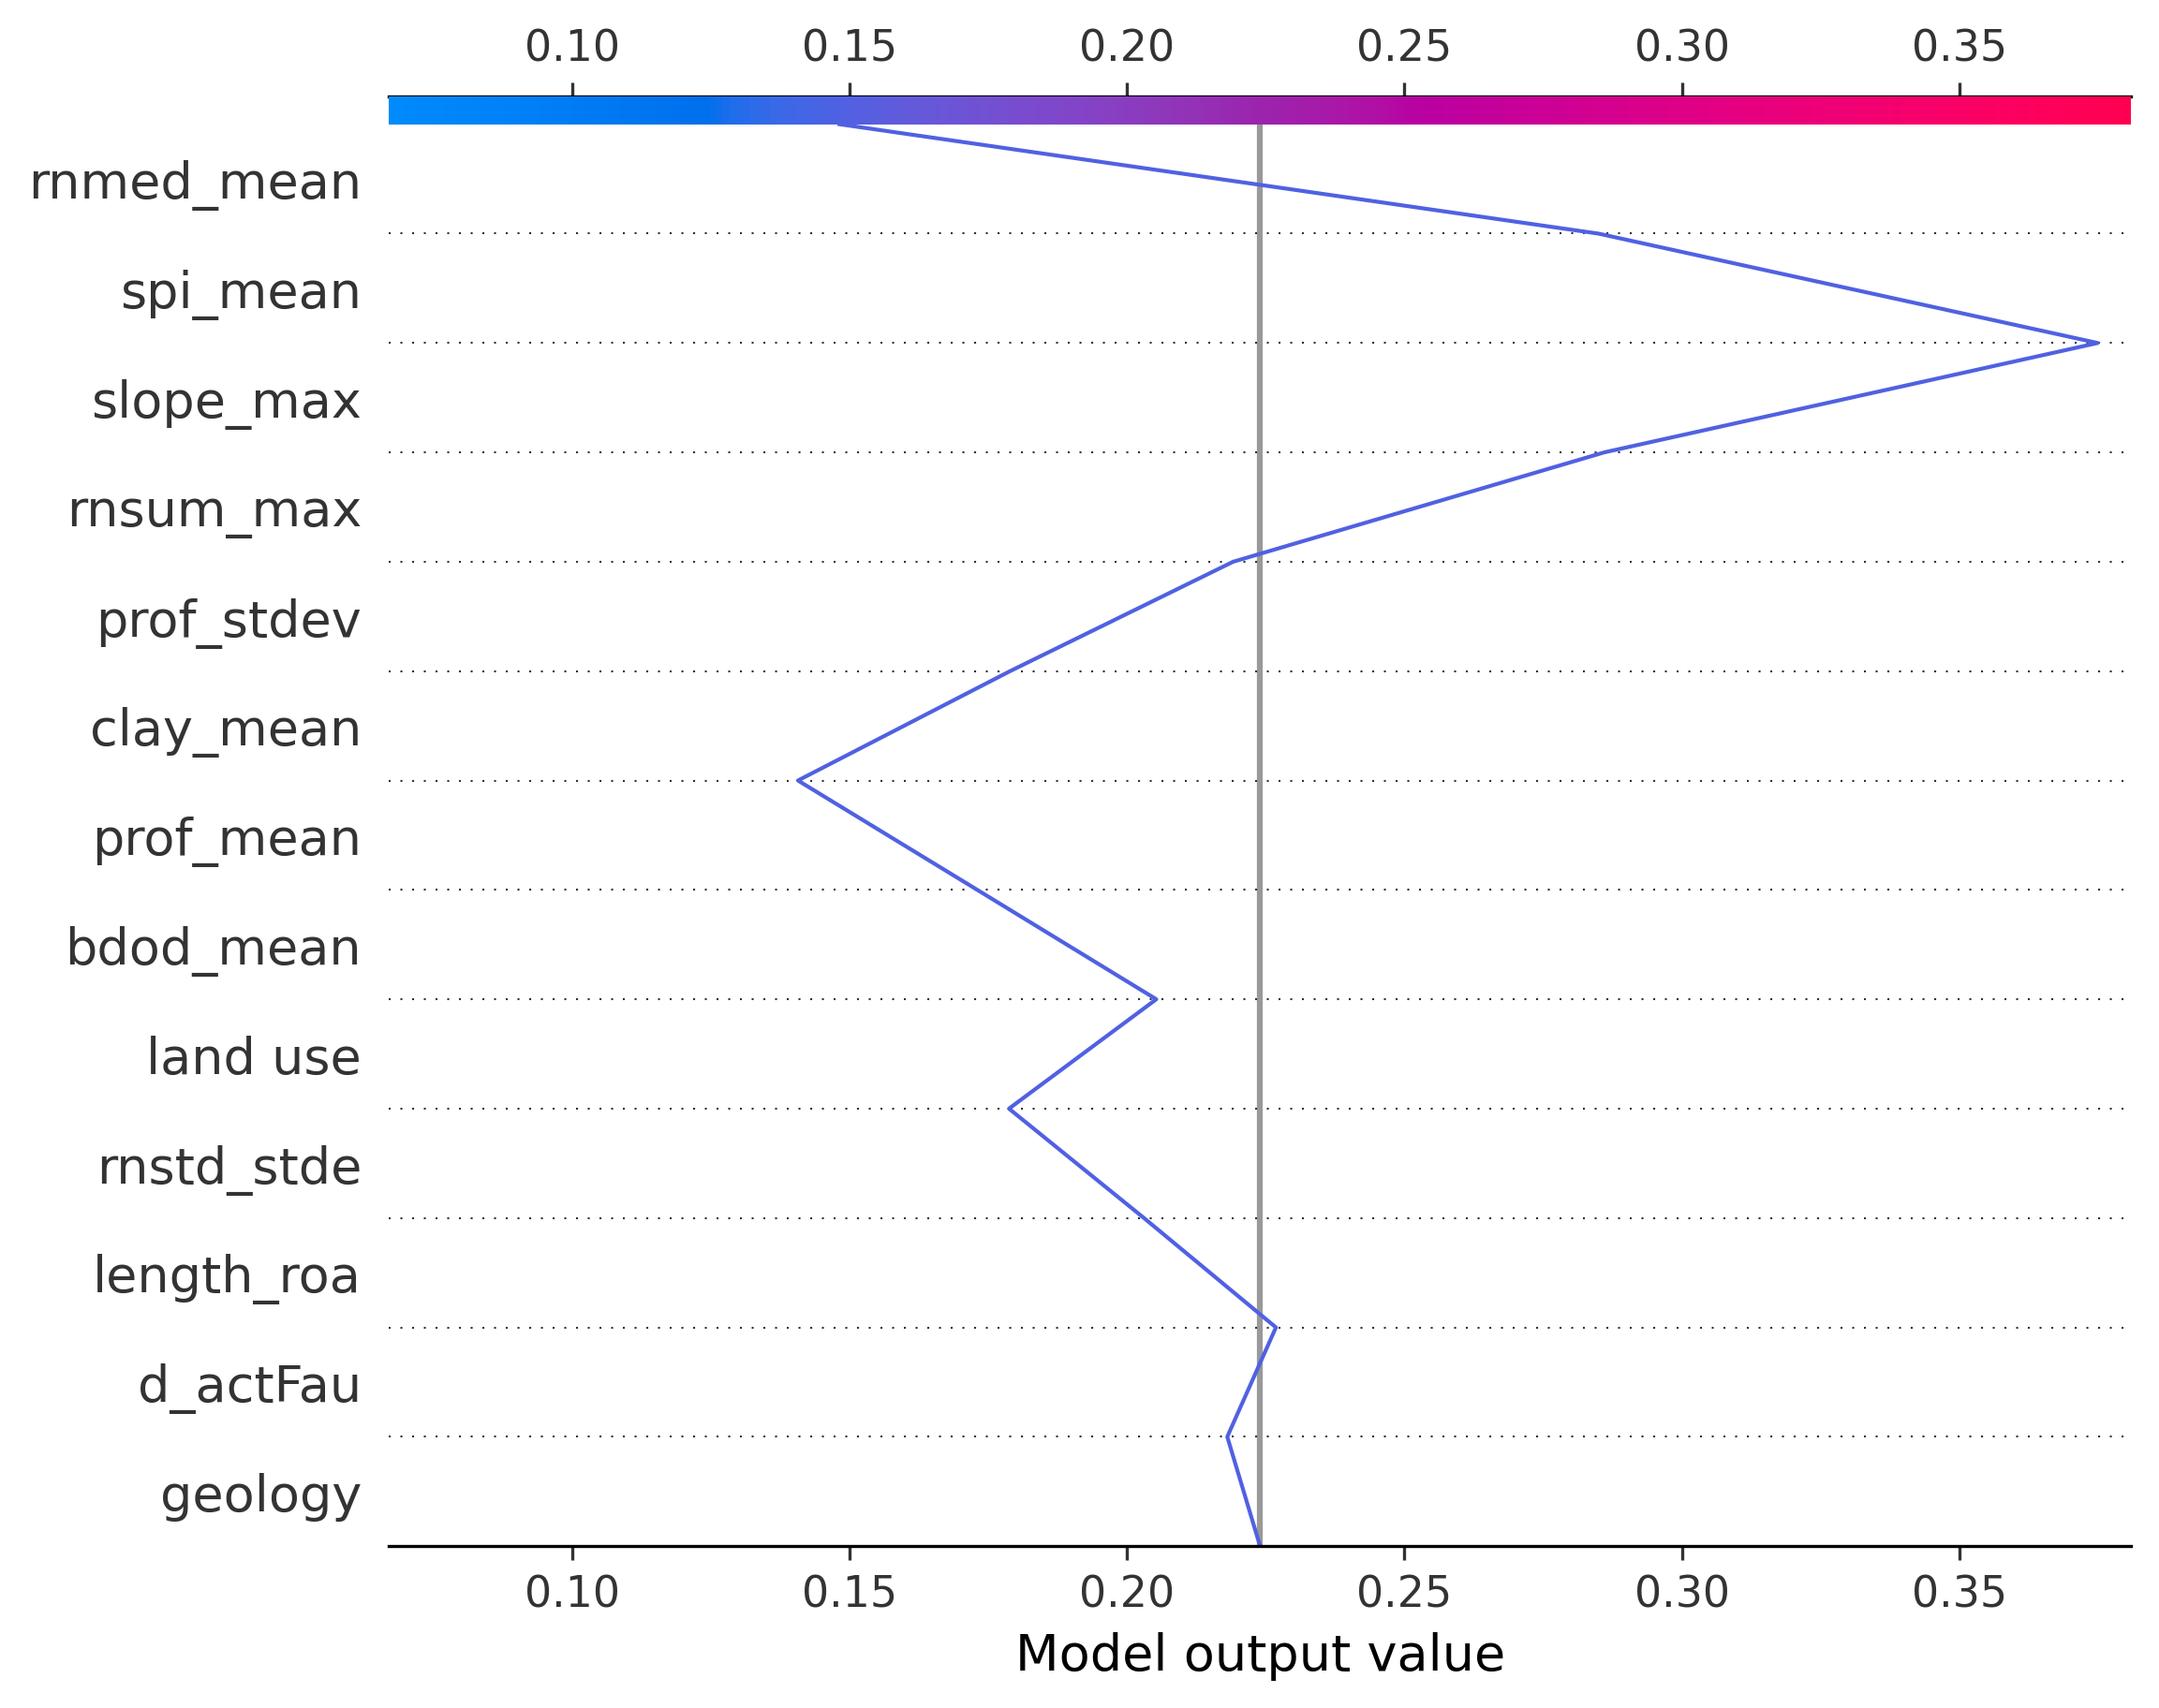 0.10 0.15 0.20 0.25 0.30 0.35
rnmed_mean
spi_mean
slope_max
rnsum_max
prof_stdev
clay_mean
prof_mean
bdod_mean
land use
rnstd_stde
length_roa
d_actFau
geology
0.10 0.15 0.20 0.25 0.30 0.35
Model output value